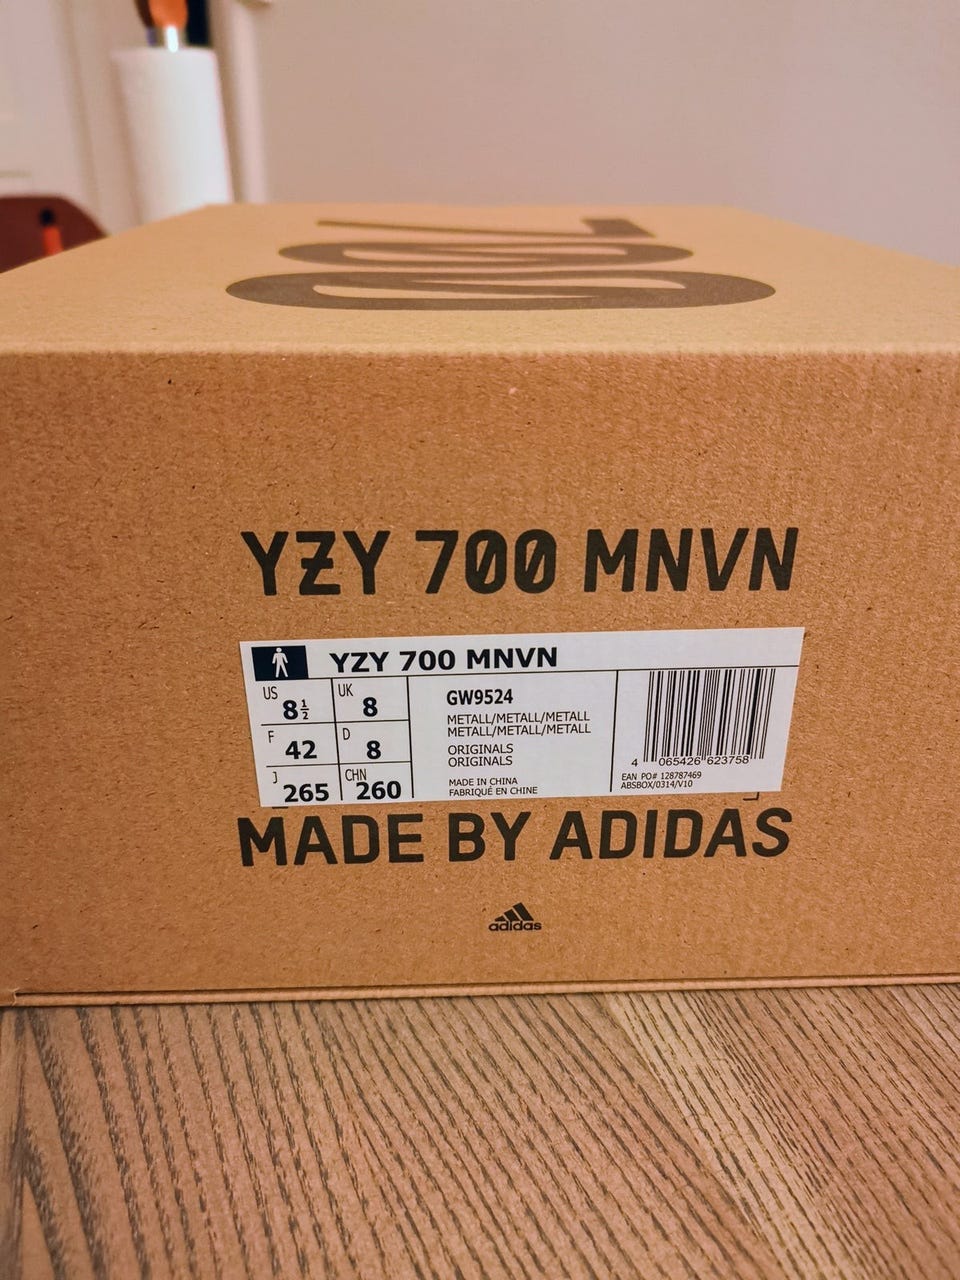 700
YZY 700 MNVN
YZY 700 MNVN
US 8½ UK 8
F 42 D 8
J 265 CHN 260
GW9524
METALL/METALL/METALL
METALL/METALL/METALL
ORIGINALS
ORIGINALS
MADE IN CHINA
FABRIQUÉ EN CHINE
4 065426 623758
EAN PO# 128787469
ABSBOX/0314/V10
MADE BY ADIDAS
adidas